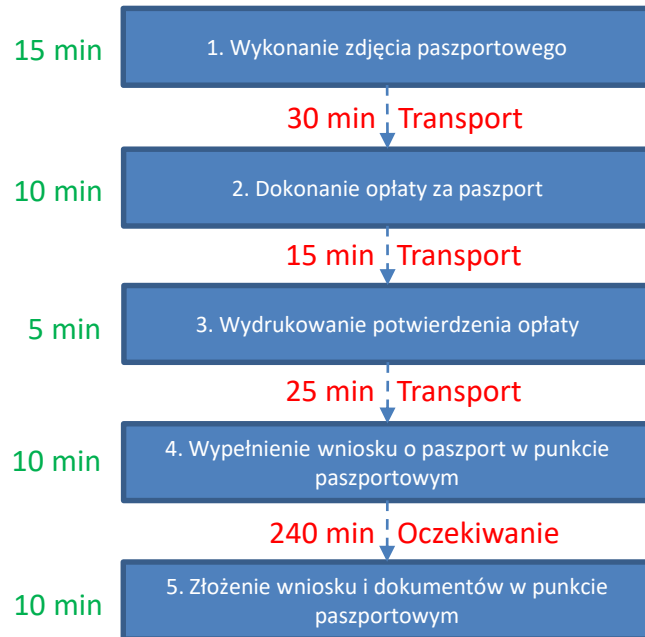 15 min
1. Wykonanie zdjęcia paszportowego
30 min Transport
10 min
2. Dokonanie opłaty za paszport
15 min Transport
5 min
3. Wydrukowanie potwierdzenia opłaty
25 min Transport
10 min
4. Wypełnienie wniosku o paszport w punkcie
paszportowym
240 min Oczekiwanie
10 min
5. Złożenie wniosku i dokumentów w punkcie
paszportowym